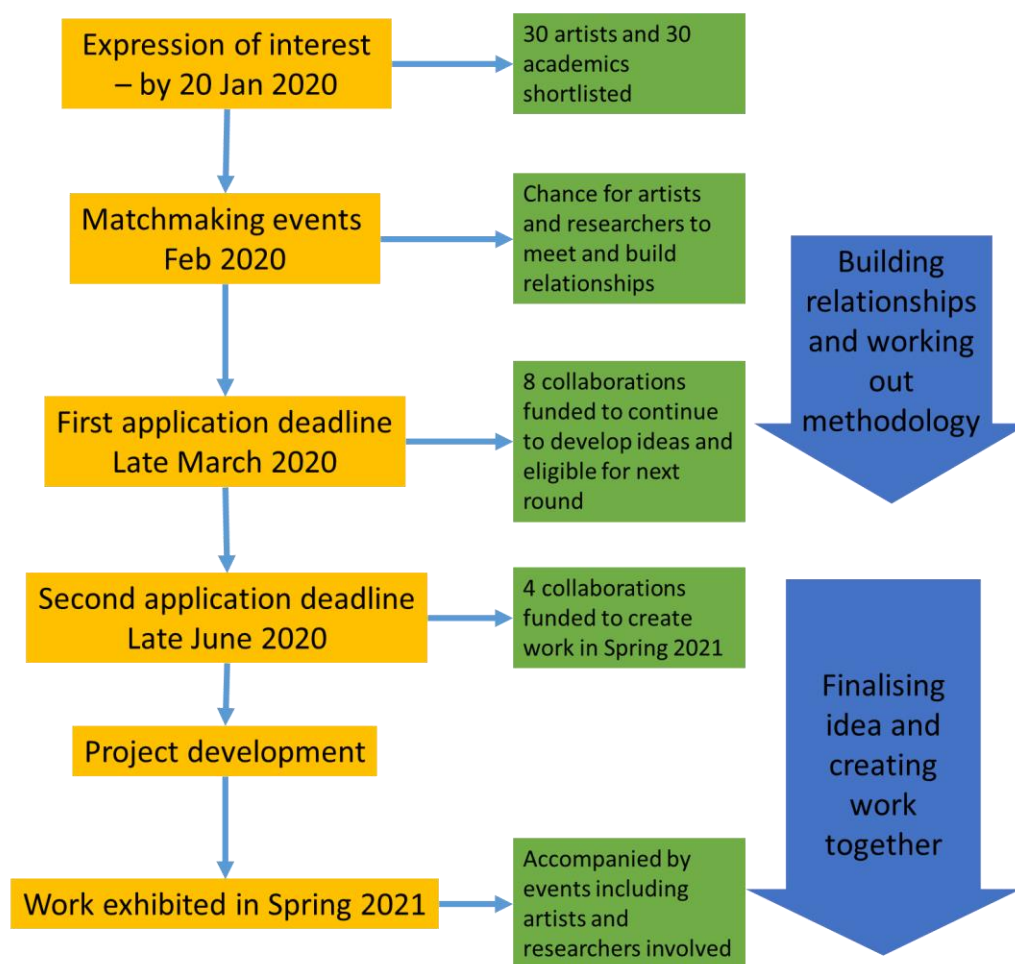 Expression of interest
– by 20 Jan 2020
30 artists and 30
academics
shortlisted
Matchmaking events
Feb 2020
Chance for artists
and researchers to
meet and build
relationships
Building
relationships
and working
out
methodology
First application deadline
Late March 2020
8 collaborations
funded to continue
to develop ideas and
eligible for next
round
Second application deadline
Late June 2020
4 collaborations
funded to create
work in Spring 2021
Finalising
idea and
creating
work
together
Project development
Work exhibited in Spring 2021
Accompanied by
events including
artists and
researchers involved